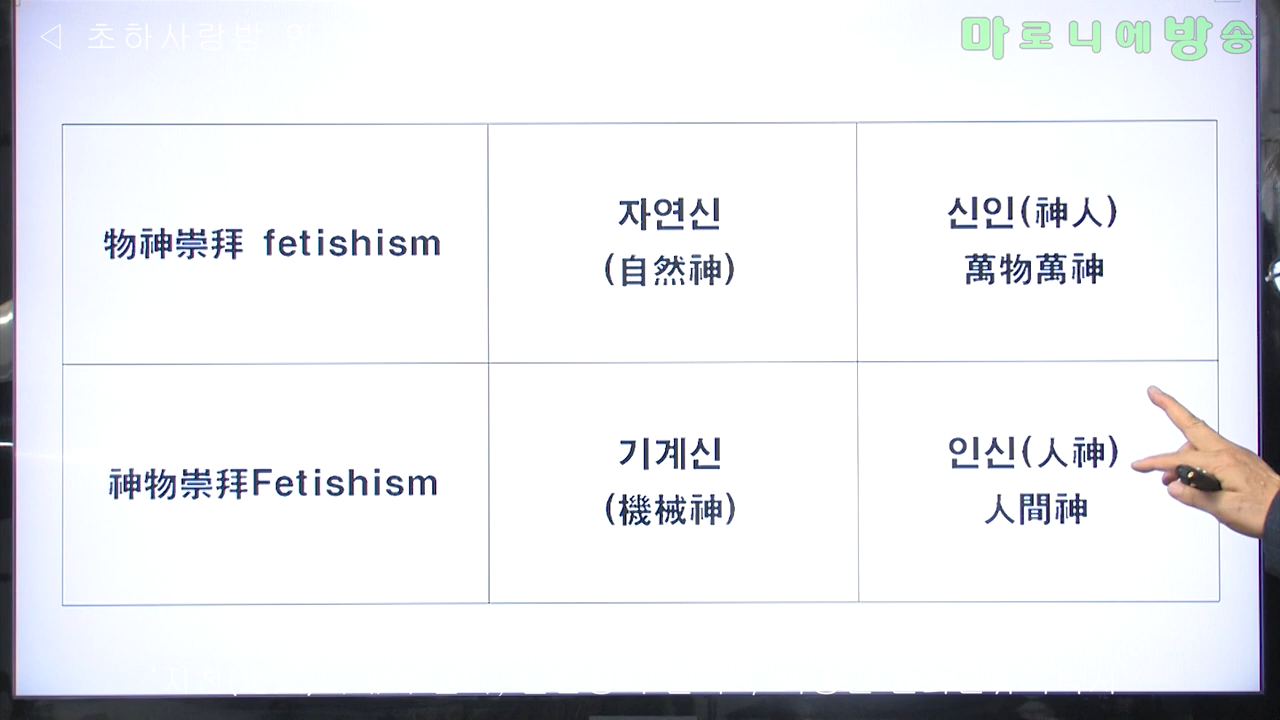 ◁ 초하사랑방
마로니에방송
物神崇拜 fetishism
자연신
(自然神)
신인(神人)
萬物萬神
神物崇拜Fetishism
기계신
(機械神)
인신(人神)
人間神